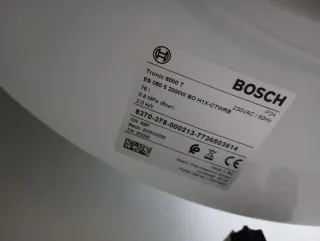 BOSCH
Tronic 6000 T
ES 080 5 2000W BO H1X-CTWRB
IP24
76 l
230VAC / 50Hz
0.8 MPa (8bar)
2.0 kW
8370-378-000213-7736503614